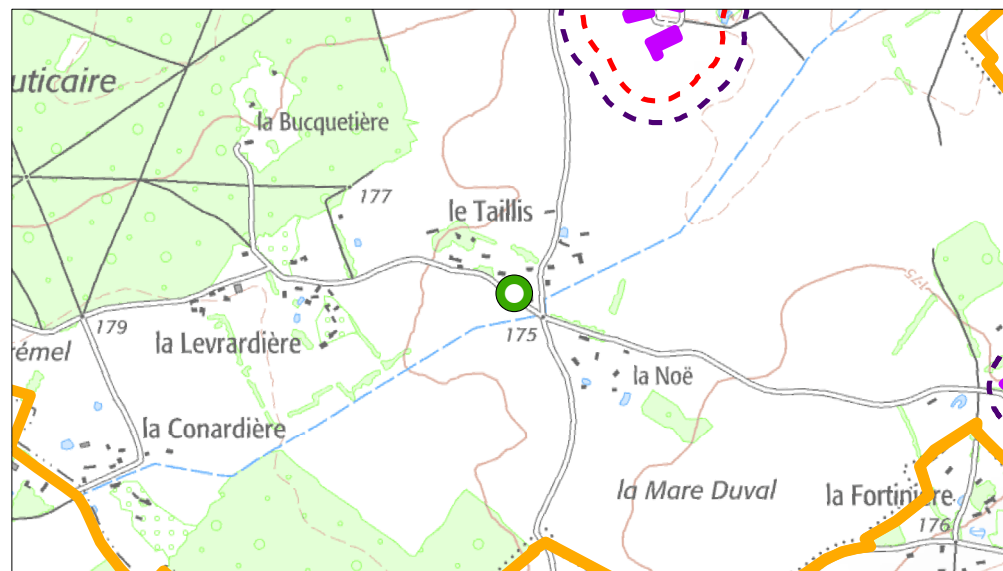 uticaire
la Bucquetière
177
le Taillis
175
179
la Levrardière
175
rémel
la Noë
la Conardière
la Mare Duval
la Fortinière
176